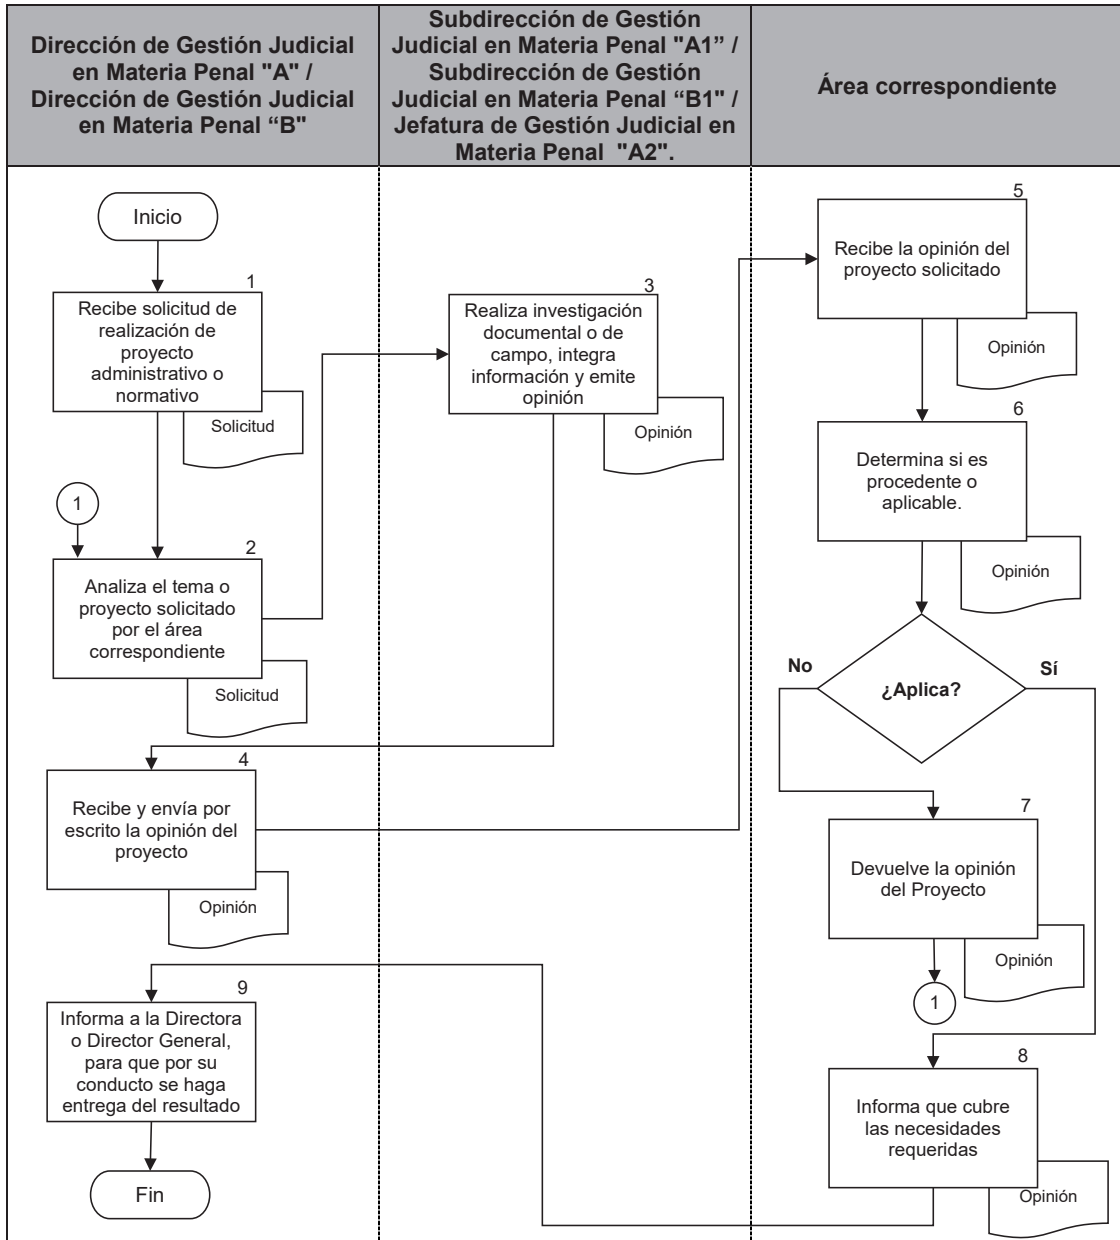 Dirección de Gestión Judicial
en Materia Penal "A" /
Dirección de Gestión Judicial
en Materia Penal “B"
Subdirección de Gestión
Judicial en Materia Penal "A1” /
Subdirección de Gestión
Judicial en Materia Penal “B1" /
Jefatura de Gestión Judicial en
Materia Penal "A2".
Área correspondiente
Inicio
1
Recibe solicitud de
realización de
proyecto
administrativo o
normativo
Solicitud
1
2
Analiza el tema o
proyecto solicitado
por el área
correspondiente
Solicitud
3
Realiza investigación
documental o de
campo, integra
información y emite
opinión
Opinión
4
Recibe y envía por
escrito la opinión del
proyecto
Opinión
5
Recibe la opinión del
proyecto solicitado
Opinión
6
Determina si es
procedente o
aplicable.
Opinión
No
¿Aplica?
Sí
7
Devuelve la opinión
del Proyecto
Opinión
1
8
Informa que cubre
las necesidades
requeridas
Opinión
9
Informa a la Directora
o Director General,
para que por su
conducto se haga
entrega del resultado
Fin